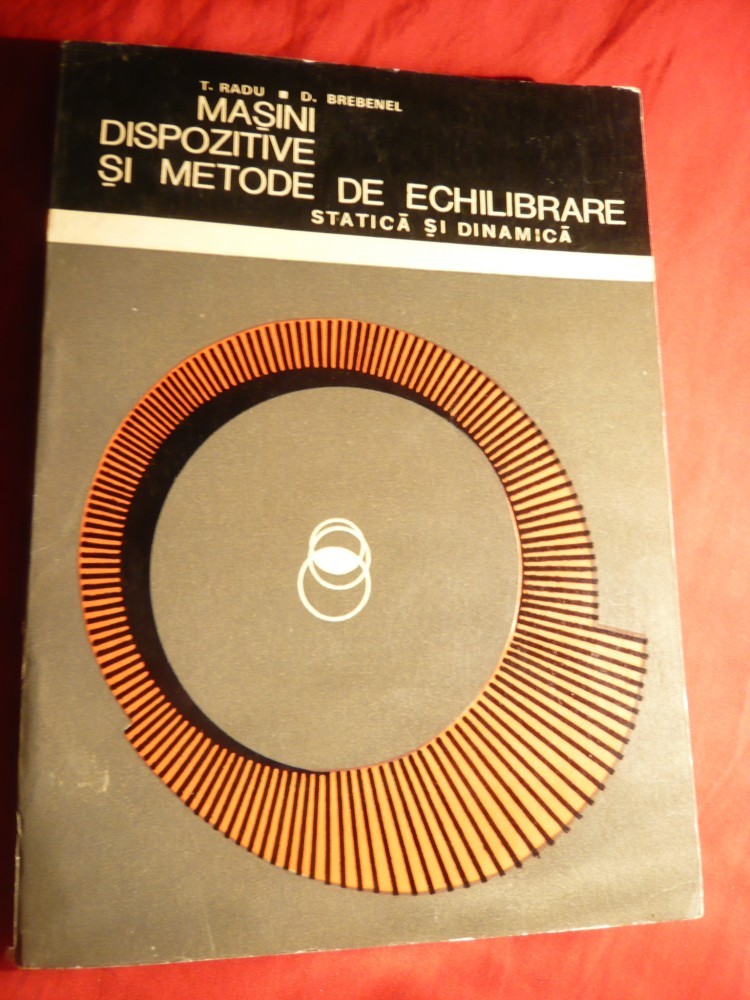 T. RADU ▪ D. BREBENEL
MAȘINI
DISPOZITIVE
ȘI METODE DE ECHILIBRARE
STATICĂ ȘI DINAMICĂ